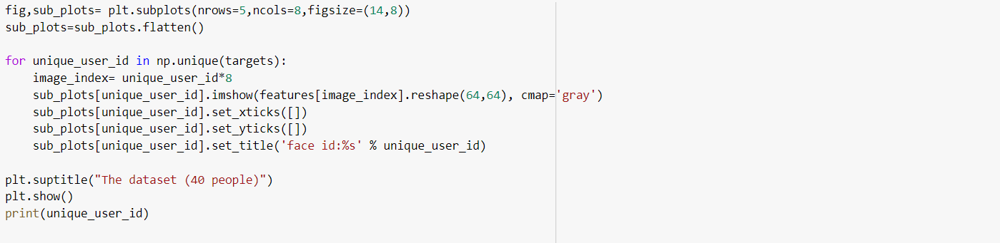 fig,sub_plots= plt.subplots(nrows=5,ncols=8,figsize=(14,8))
sub_plots=sub_plots.flatten()

for unique_user_id in np.unique(targets):
    image_index= unique_user_id*8
    sub_plots[unique_user_id].imshow(features[image_index].reshape(64,64), cmap='gray')
    sub_plots[unique_user_id].set_xticks([])
    sub_plots[unique_user_id].set_yticks([])
    sub_plots[unique_user_id].set_title('face id:%s' % unique_user_id)

plt.suptitle("The dataset (40 people)")
plt.show()
print(unique_user_id)